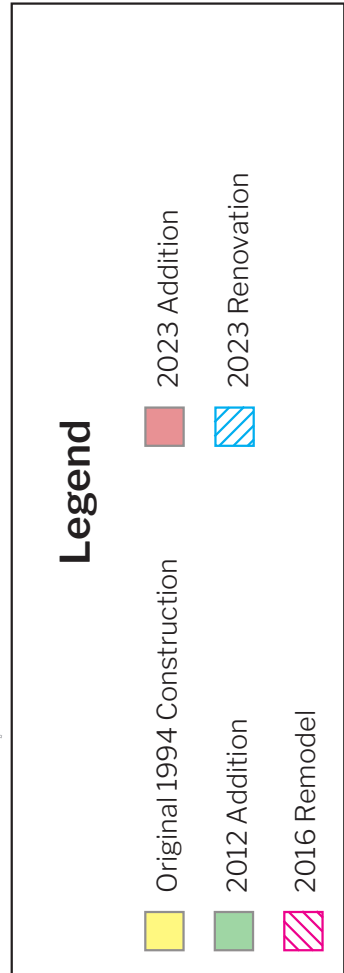 Legend
Original 1994 Construction
2012 Addition
2016 Remodel
2023 Addition
2023 Renovation